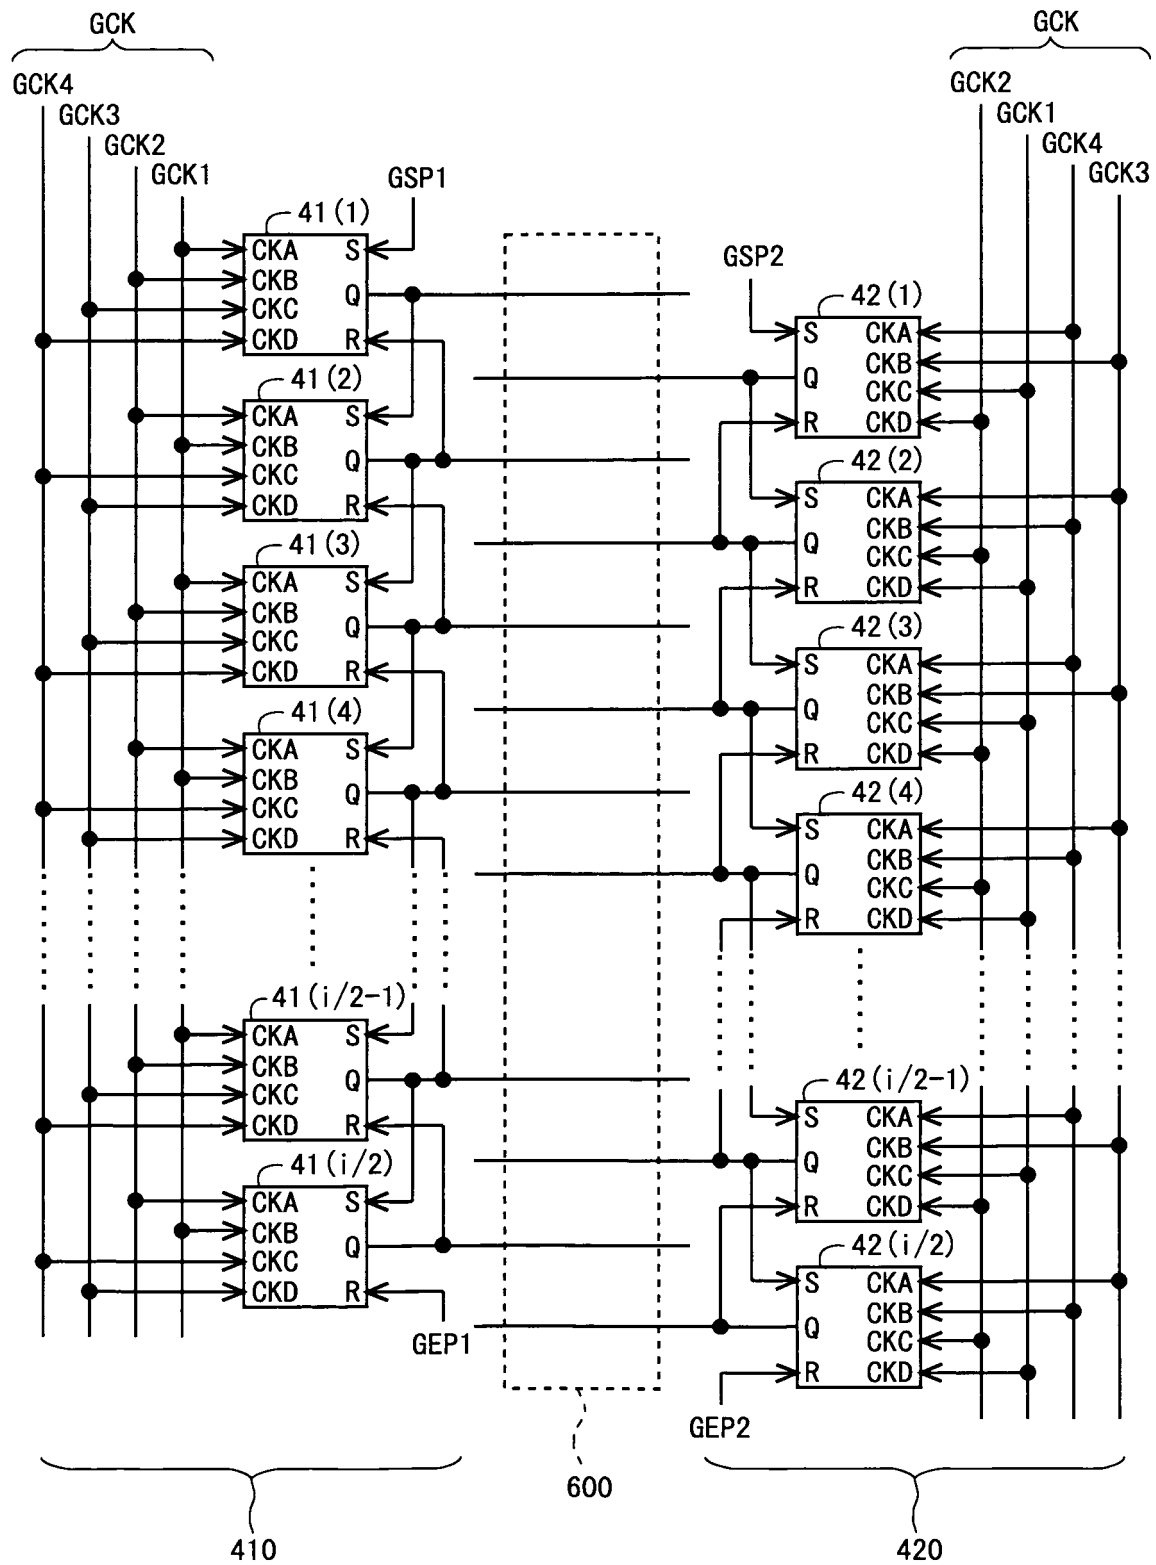 GCK
GCK4
GCK3
GCK2
GCK1
GSP1
41(1)
CKA S
CKB
Q
CKC
CKD R
41(2)
CKA S
CKB
Q
CKC
CKD R
41(3)
CKA S
CKB
Q
CKC
CKD R
41(4)
CKA S
CKB
Q
CKC
CKD R
41(i/2-1)
CKA S
CKB
Q
CKC
CKD R
41(i/2)
CKA S
CKB
Q
CKC
CKD R
GEP1
410
600
GCK
GCK2
GCK1
GCK4
GCK3
GSP2
42(1)
S CKA
CKB
Q
CKC
R CKD
42(2)
S CKA
CKB
Q
CKC
R CKD
42(3)
S CKA
CKB
Q
CKC
R CKD
42(4)
S CKA
CKB
Q
CKC
R CKD
42(i/2-1)
S CKA
CKB
Q
CKC
R CKD
42(i/2)
S CKA
CKB
Q
CKC
R CKD
GEP2
420